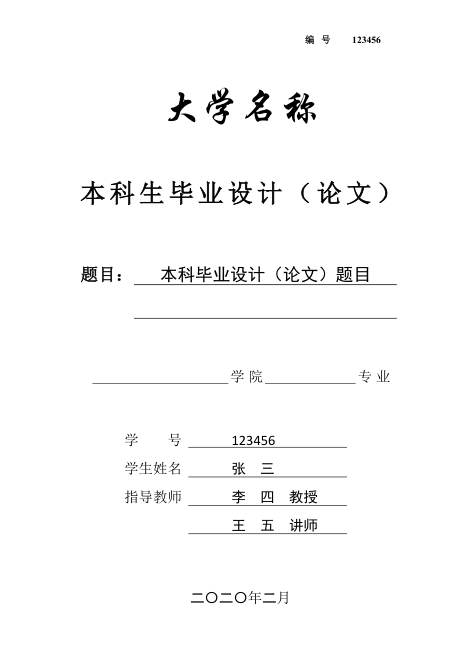 编 号 123456
大学名称
本科生毕业设计（论文）
题目： 本科毕业设计（论文）题目
学院 专业
学 号 123456
学生姓名 张 三
指导教师 李 四 教授
王 五 讲师
二〇二〇年二月